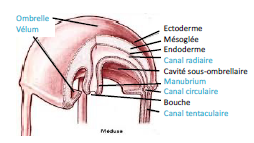 Ombrelle
Vélum
Ectoderme
Mésoglée
Endoderme
Canal radiaire
Cavité sous-ombrellaire
Manubrium
Canal circulaire
Bouche
Canal tentaculaire
Méduse